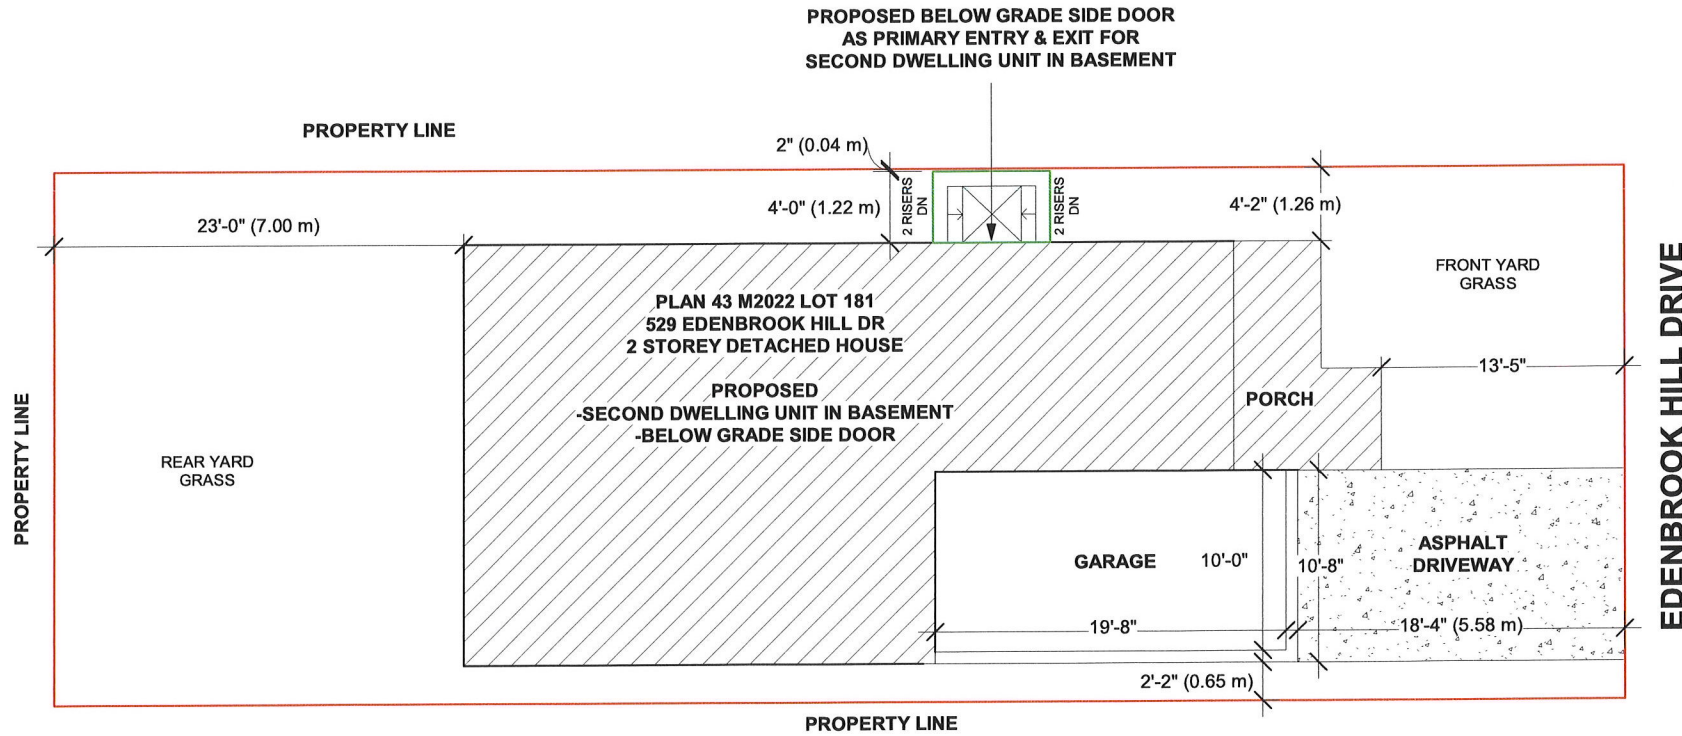 PROPOSED BELOW GRADE SIDE DOOR
AS PRIMARY ENTRY & EXIT FOR
SECOND DWELLING UNIT IN BASEMENT
PROPERTY LINE
2" (0.04 m)
2 RISERS
DN
2 RISERS
DN
4'-0" (1.22 m)
4'-2" (1.26 m)
23'-0" (7.00 m)
FRONT YARD
GRASS
PLAN 43 M2022 LOT 181
529 EDENBROOK HILL DR
2 STOREY DETACHED HOUSE
PROPOSED
-SECOND DWELLING UNIT IN BASEMENT
-BELOW GRADE SIDE DOOR
13'-5"
PORCH
EDENBROOK HILL DRIVE
PROPERTY LINE
REAR YARD
GRASS
GARAGE
10'-0"
10'-8"
ASPHALT
DRIVEWAY
19'-8"
18'-4" (5.58 m)
2'-2" (0.65 m)
PROPERTY LINE